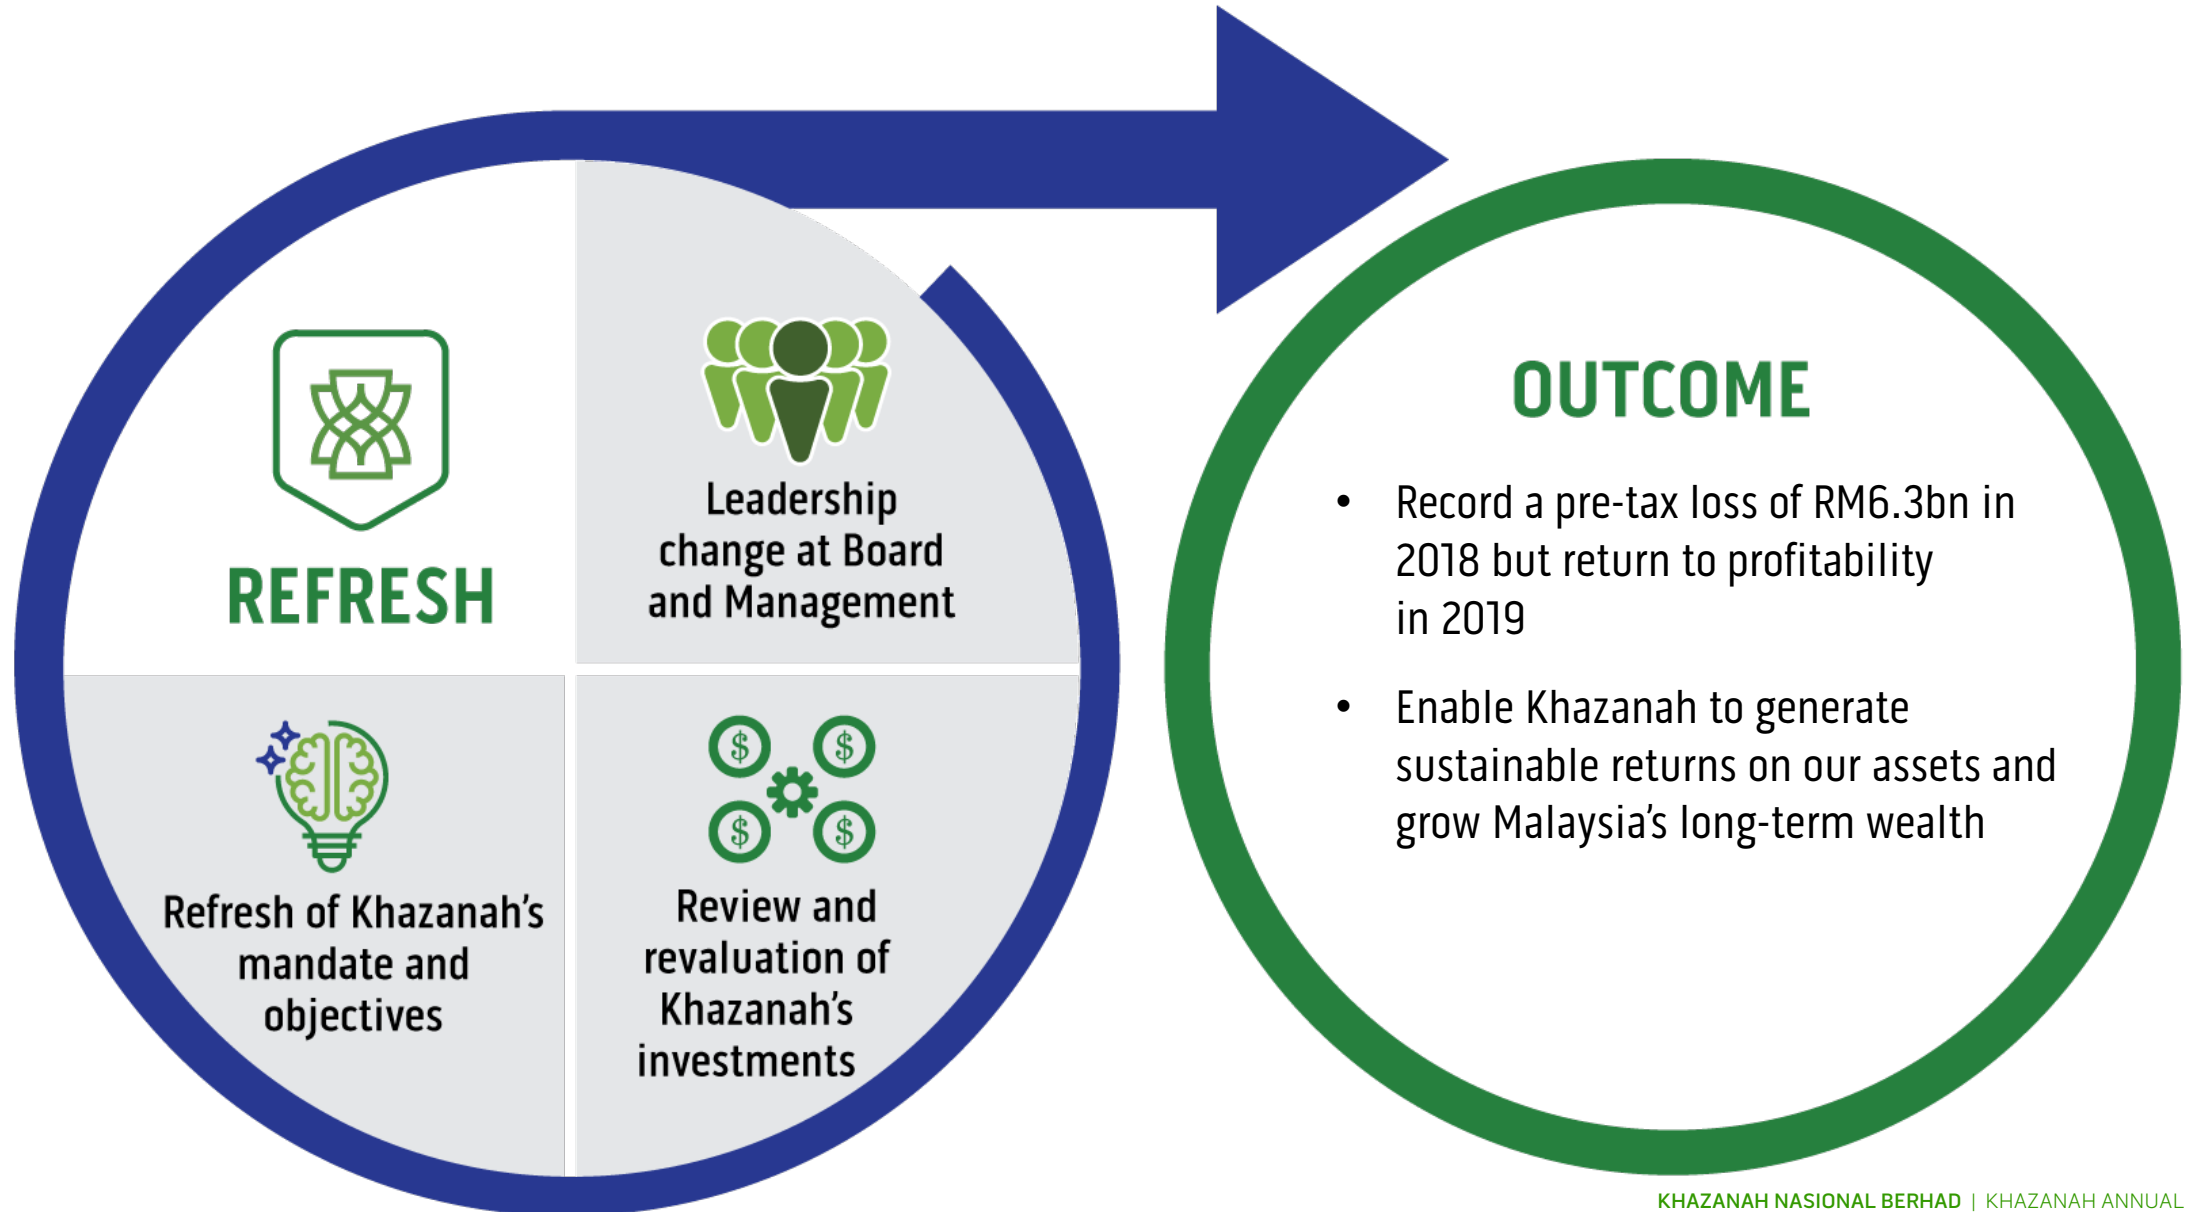 REFRESH
Leadership
change at Board
and Management
Refresh of Khazanah’s
mandate and
objectives
$ $
$ $
Review and
revaluation of
Khazanah’s
investments
OUTCOME
• Record a pre-tax loss of RM6.3bn in
2018 but return to profitability
in 2019
• Enable Khazanah to generate
sustainable returns on our assets and
grow Malaysia’s long-term wealth
KHAZANAH NASIONAL BERHAD | KHAZANAH ANNUAL